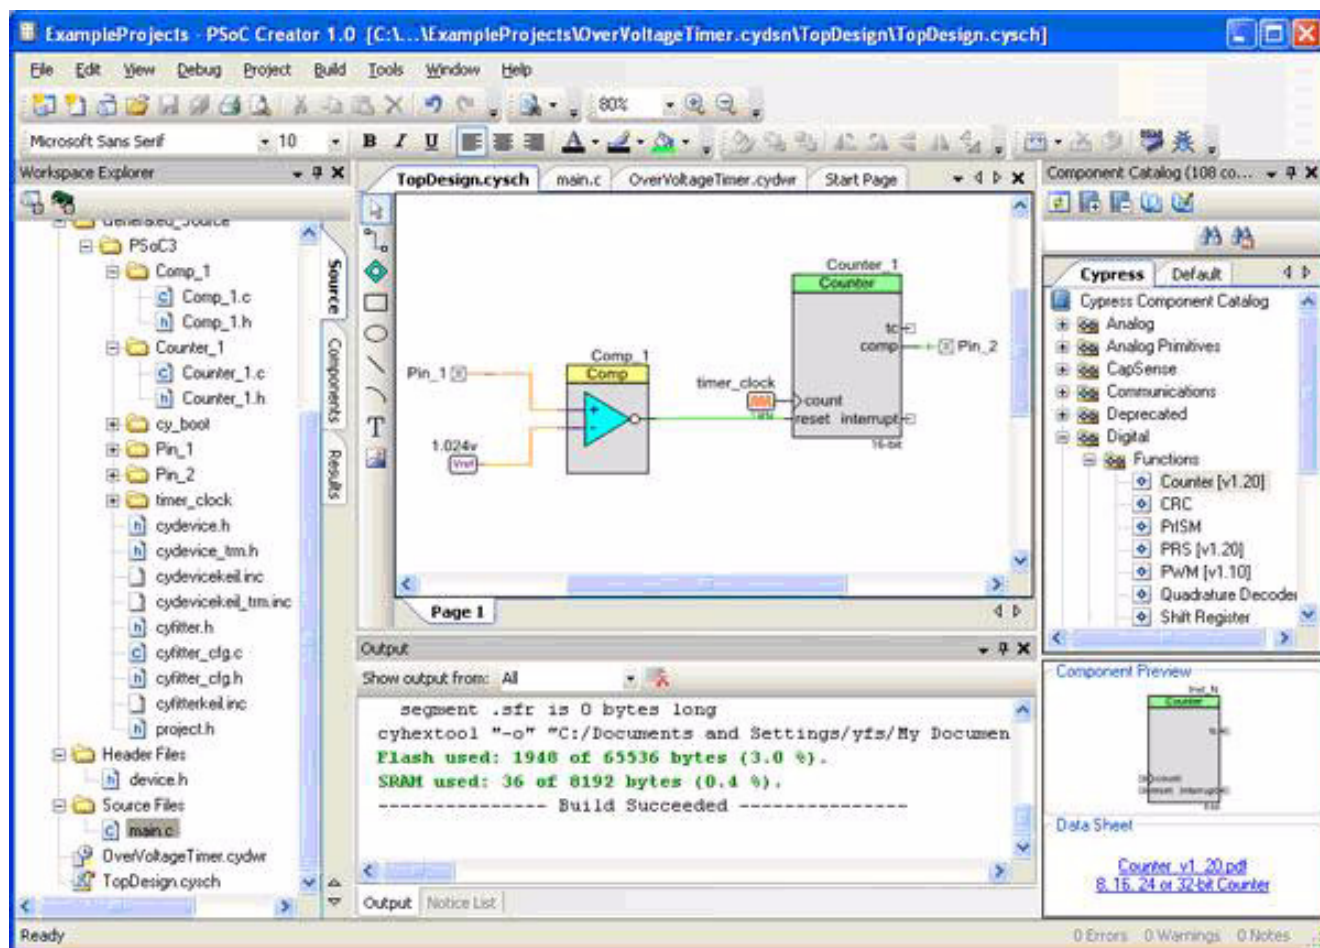 ExampleProjects - PSoC Creator 1.0 [C:\...\ExampleProjects\OverVoltageTimer.cydsn\TopDesign\TopDesign.cysch]
File Edit View Debug Project Build Tools Window Help
80%
Microsoft Sans Serif 10 B I U A
Workspace Explorer
Generated_Source
PSoC3
Comp_1
Comp_1.c
Comp_1.h
Counter_1
Counter_1.c
Counter_1.h
cy_boot
Pin_1
Pin_2
timer_clock
cydevice.h
cydevice_trm.h
cydevicekeil.inc
cydevicekeil_trm.inc
cyfitter.h
cyfitter_cfg.c
cyfitter_cfg.h
cyfitterkeil.inc
project.h
Header Files
device.h
Source Files
main.c
OverVoltageTimer.cydwr
TopDesign.cysch
Source
Components
Results
TopDesign.cysch main.c OverVoltageTimer.cydwr Start Page
T
Counter_1
Counter
tc
comp
Pin_2
Comp_1
Comp
Pin_1
timer_clock
count
reset interrupt
16-bit
1.024v
Vref
Page 1
Output
Show output from: All
segment .sfr is 0 bytes long
cyhextool "-o" "C:/Documents and Settings/yfs/My Documen
Flash used: 1948 of 65536 bytes (3.0 %).
SRAM used: 36 of 8192 bytes (0.4 %).
--------------- Build Succeeded ---------------
Output Notice List
Component Catalog (108 co...
Cypress Default
Cypress Component Catalog
Analog
Analog Primitives
CapSense
Communications
Deprecated
Digital
Functions
Counter [v1.20]
CRC
PrISM
PRS [v1.20]
PWM [v1.10]
Quadrature Decoder
Shift Register
Component Preview
Inst_N
Counter
count
interrupt
Data Sheet
Counter_v1_20.pdf
8, 16, 24 or 32-bit Counter
Ready
0 Errors 0 Warnings 0 Notes